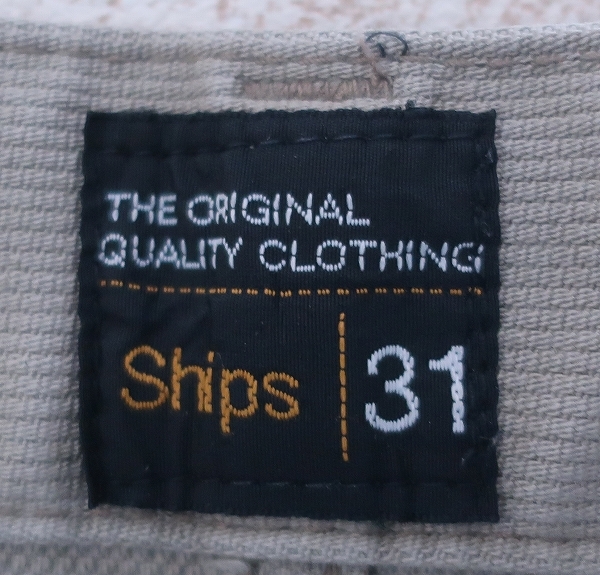 THE ORIGINAL
QUALITY CLOTHING
Ships 31